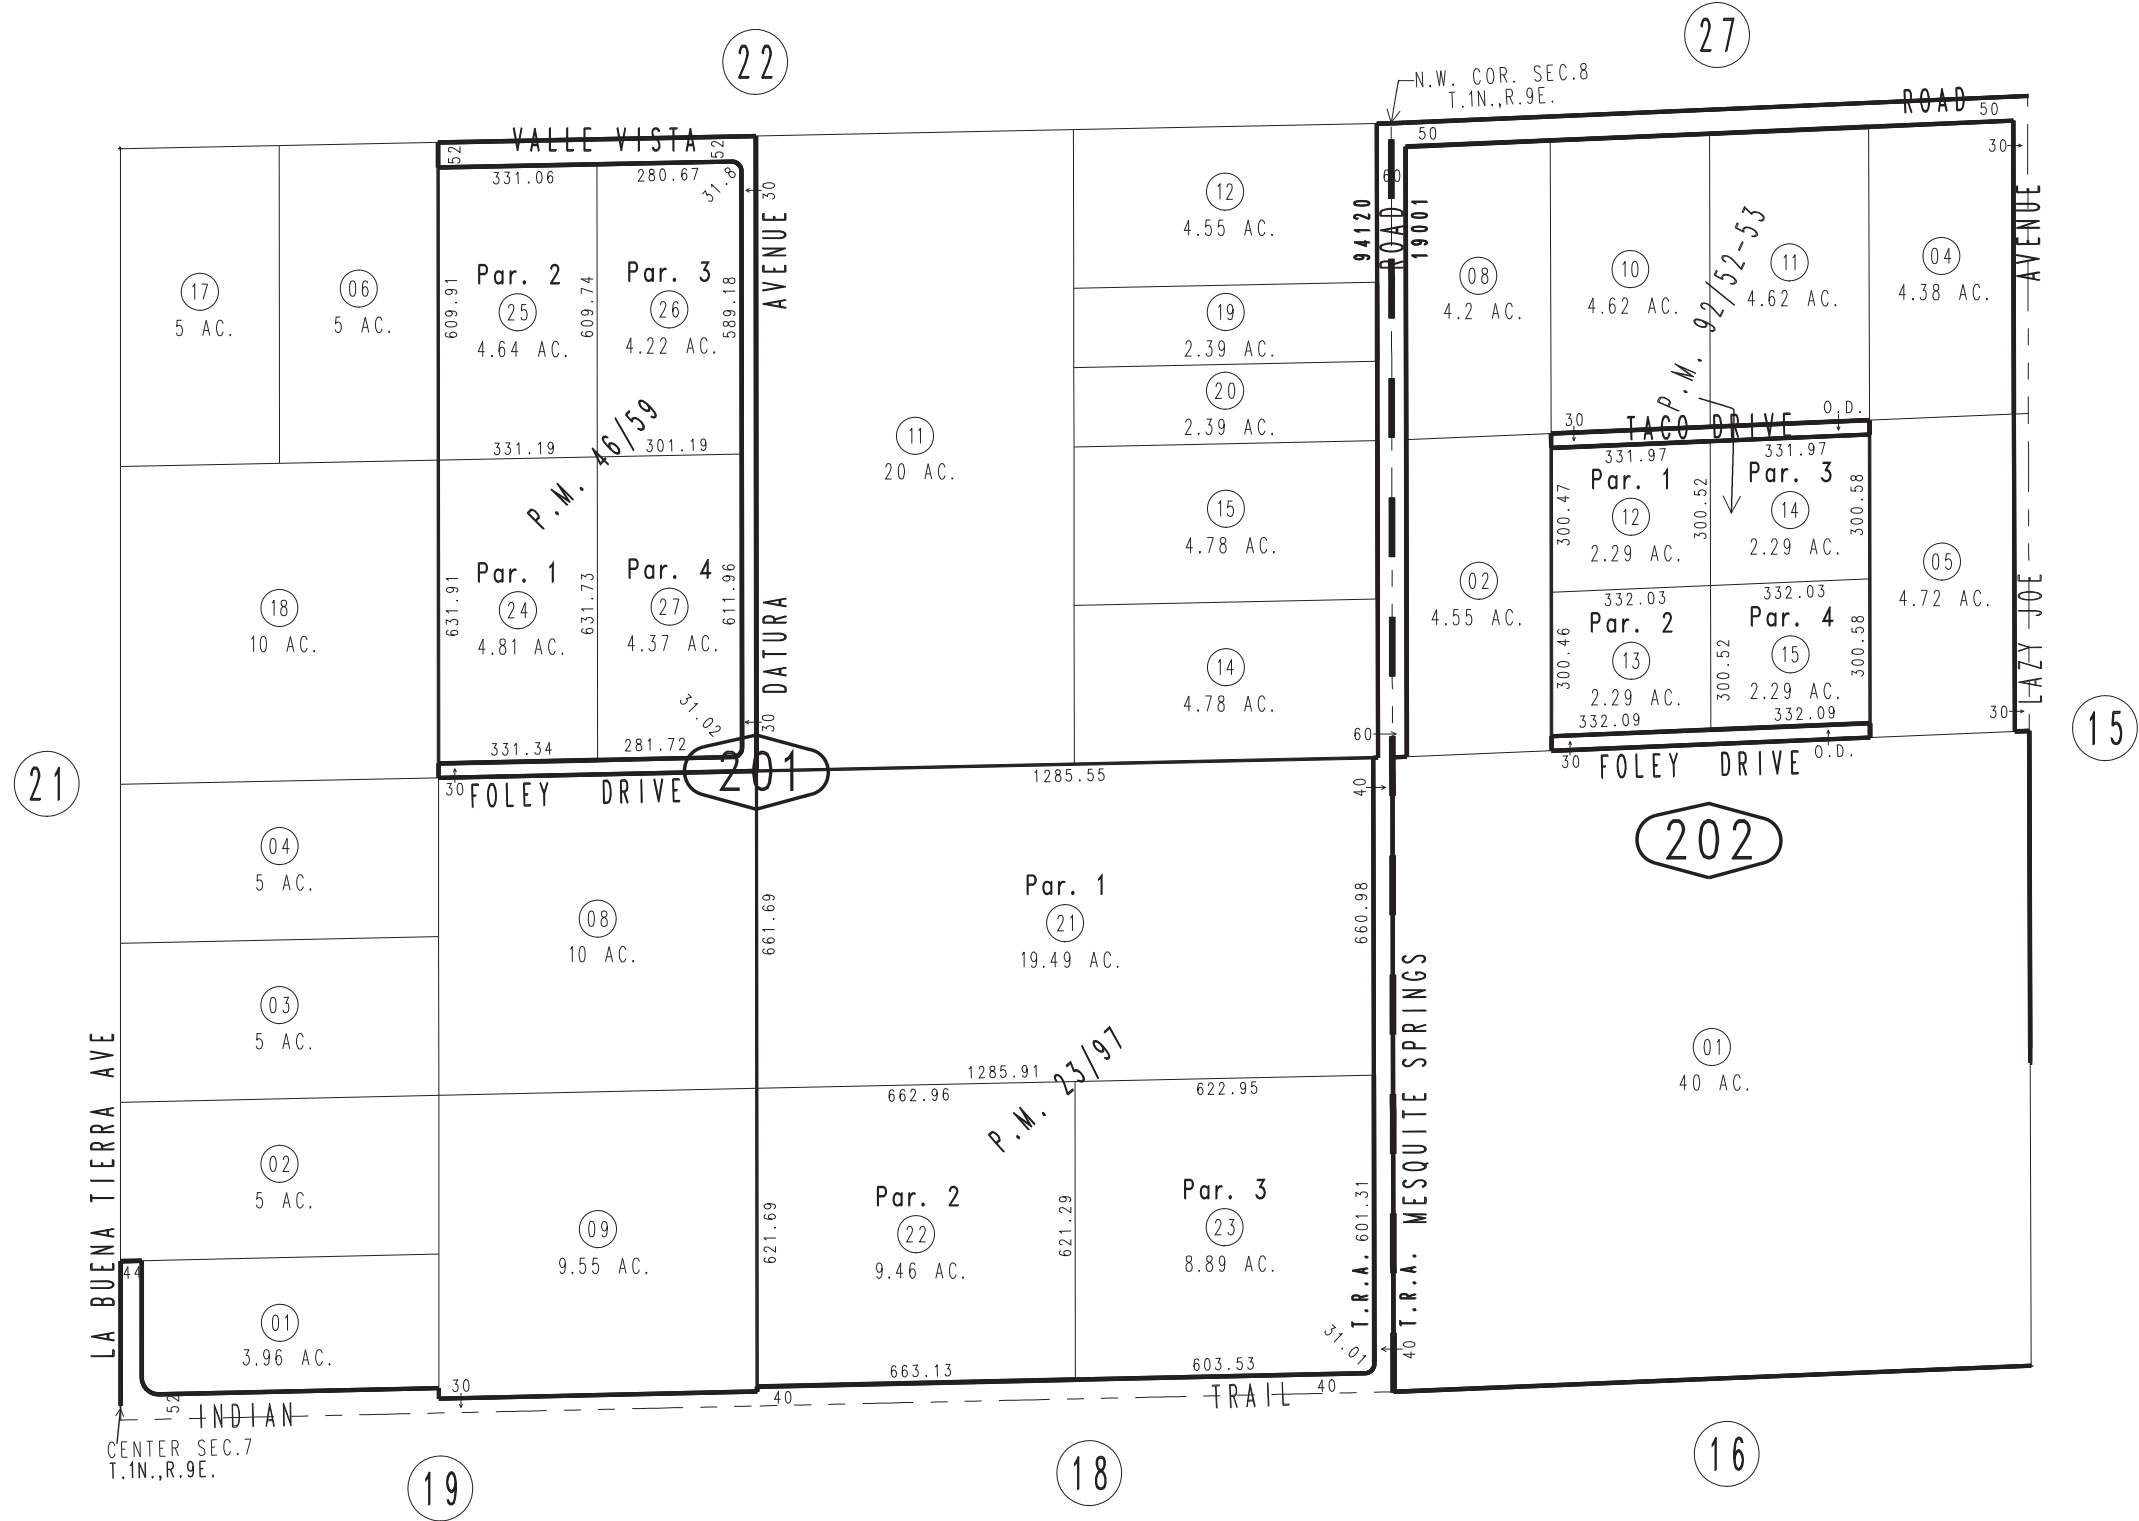 22
27
N.W. COR. SEC.8
T.1N.,R.9E.
VALLE VISTA
ROAD
50
50
52
52
331.06
280.67
31.8
30
30
60
AVENUE
94120
ROAD
19001
AVENUE
17
5 AC.
06
5 AC.
609.91
Par. 2
25
4.64 AC.
609.74
Par. 3
26
4.22 AC.
589.18
12
4.55 AC.
19
2.39 AC.
20
2.39 AC.
08
4.2 AC.
10
4.62 AC.
P.M. 92/52-53
11
4.62 AC.
04
4.38 AC.
331.19
301.19
P.M. 46/59
11
20 AC.
30
TACO DRIVE
O.D.
331.97
331.97
18
10 AC.
631.91
Par. 1
24
4.81 AC.
631.73
Par. 4
27
4.37 AC.
611.96
DATURA
15
4.78 AC.
14
4.78 AC.
02
4.55 AC.
300.47
Par. 1
12
2.29 AC.
300.52
Par. 3
14
2.29 AC.
300.58
332.03
332.03
300.46
Par. 2
13
2.29 AC.
300.52
Par. 4
15
2.29 AC.
300.58
05
4.72 AC.
LAZY JOE
31.02
30
331.34
281.72
332.09
332.09
30
60
15
21
30
FOLEY DRIVE
201
1285.55
40
30
FOLEY DRIVE
O.D.
202
04
5 AC.
03
5 AC.
08
10 AC.
661.69
Par. 1
21
19.49 AC.
660.98
01
40 AC.
LA BUENA TIERRA AVE
MESQUITE SPRINGS
1285.91
P.M. 23/97
662.96
622.95
02
5 AC.
09
9.55 AC.
621.69
Par. 2
22
9.46 AC.
621.29
Par. 3
23
8.89 AC.
601.31
T.R.A.
T.R.A.
44
01
3.96 AC.
31.01
40
663.13
603.53
52
30
40
40
INDIAN
TRAIL
CENTER SEC.7
T.1N.,R.9E.
19
18
16